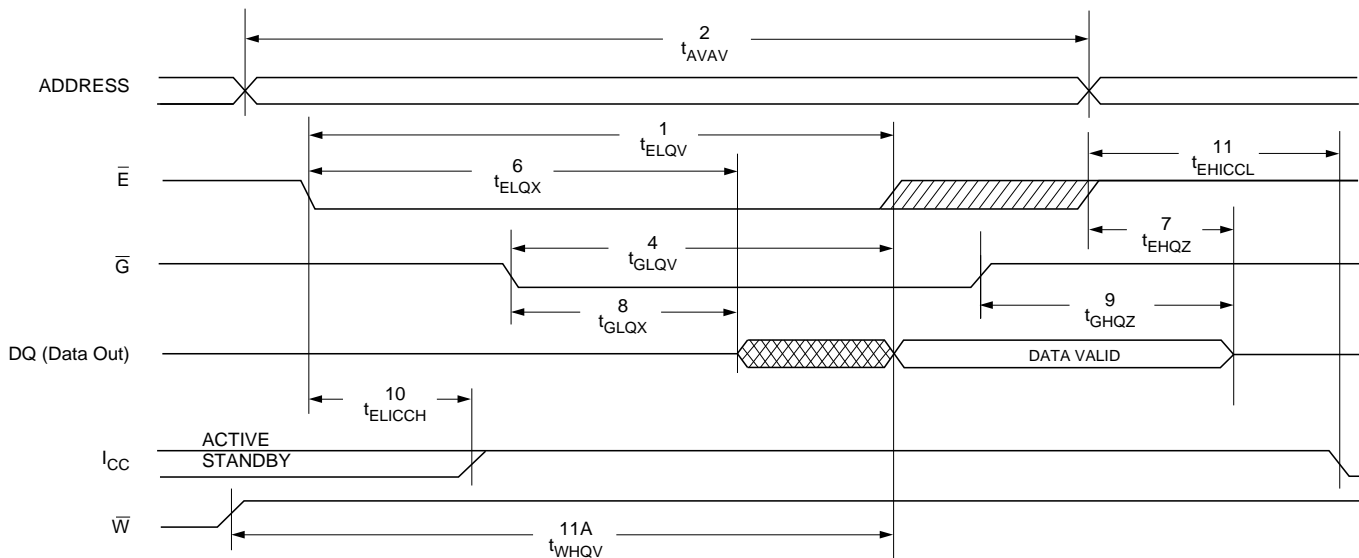 2
tAVAV
ADDRESS
1
tELQV
11
tEHICCL
6
tELQX
E
7
tEHQZ
4
tGLQV
G
9
tGHQZ
8
tGLQX
DQ (Data Out)
DATA VALID
10
tELICCH
ACTIVE
ICC
STANDBY
W
11A
tWHQV